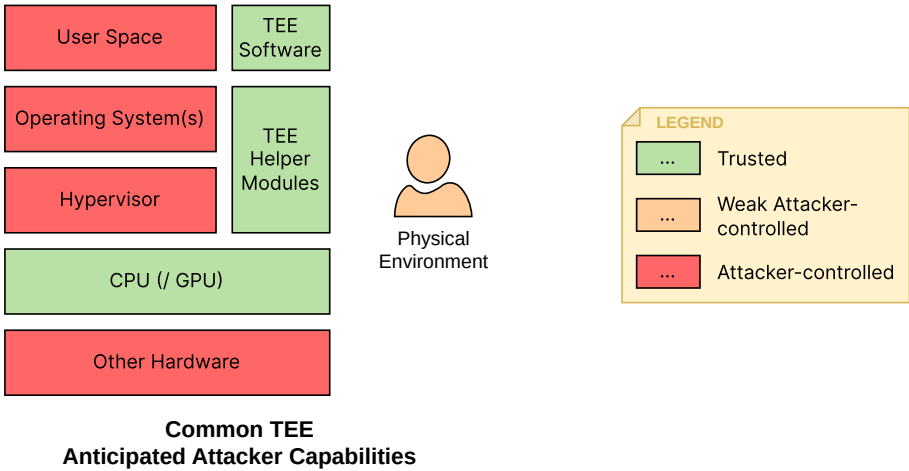 User Space
TEE
Software
Operating System(s)
TEE
Helper
Modules
Hypervisor
CPU (/ GPU)
Other Hardware
Physical
Environment
LEGEND
... Trusted
... Weak Attacker-
controlled
... Attacker-controlled
Common TEE
Anticipated Attacker Capabilities